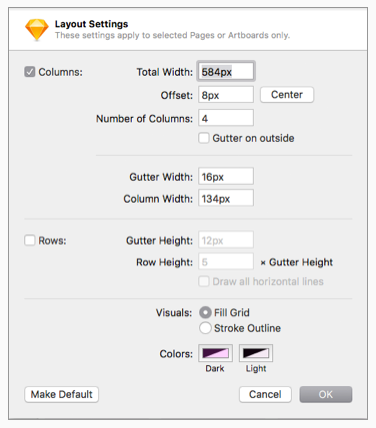 Layout Settings
These settings apply to selected Pages or Artboards only.
Columns: Total Width: 584px
Offset: 8px Center
Number of Columns: 4
Gutter on outside
Gutter Width: 16px
Column Width: 134px
Rows: Gutter Height: 12px
Row Height: 5 × Gutter Height
Draw all horizontal lines
Visuals: Fill Grid
Stroke Outline
Colors:
Dark Light
Make Default Cancel OK